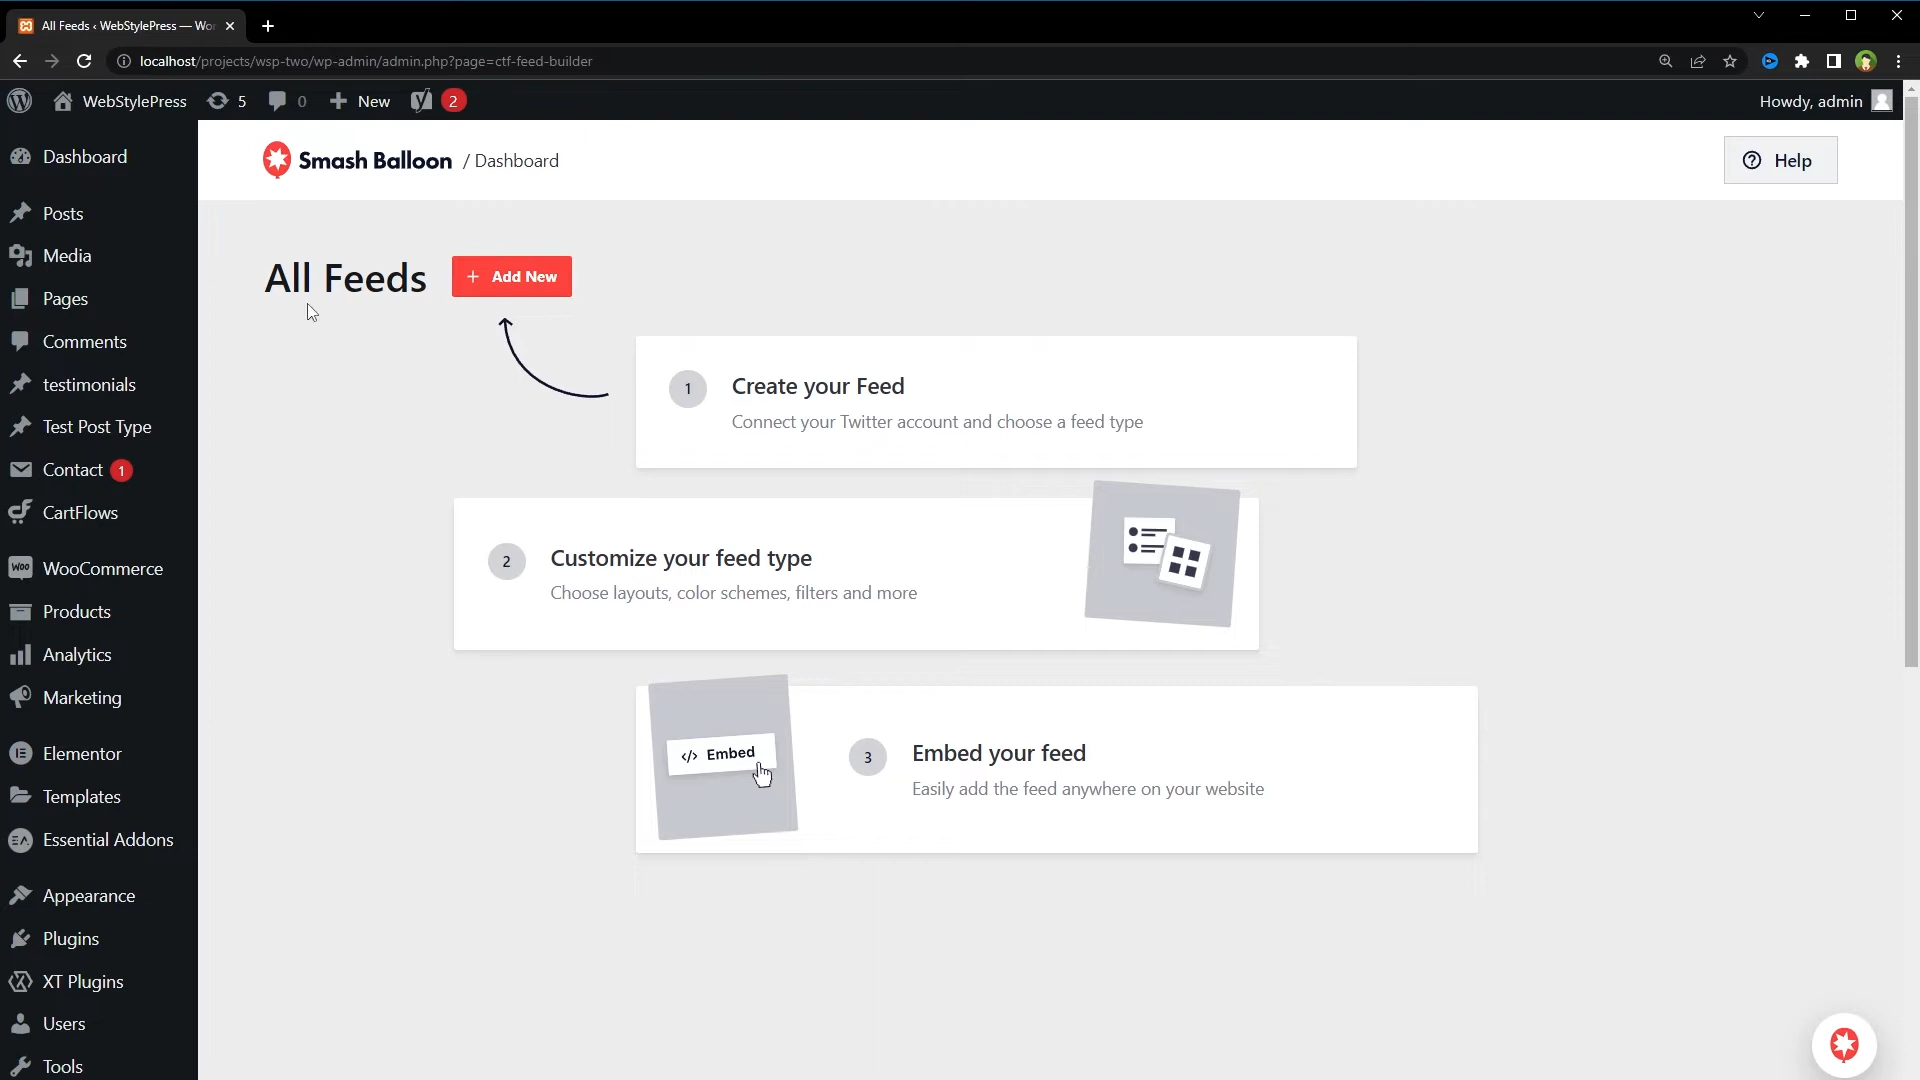 All Feeds ‹ WebStylePress — Wor
localhost/projects/wsp-two/wp-admin/admin.php?page=ctf-feed-builder
WebStylePress 5 0 New 2
Howdy, admin
Dashboard
Posts
Media
Pages
Comments
testimonials
Test Post Type
Contact 1
CartFlows
WOO WooCommerce
Products
Analytics
Marketing
Elementor
Templates
EA Essential Addons
Appearance
Plugins
XT Plugins
Users
Tools
Smash Balloon / Dashboard
Help
All Feeds
+ Add New
1
Create your Feed
Connect your Twitter account and choose a feed type
2
Customize your feed type
Choose layouts, color schemes, filters and more
</> Embed
3
Embed your feed
Easily add the feed anywhere on your website